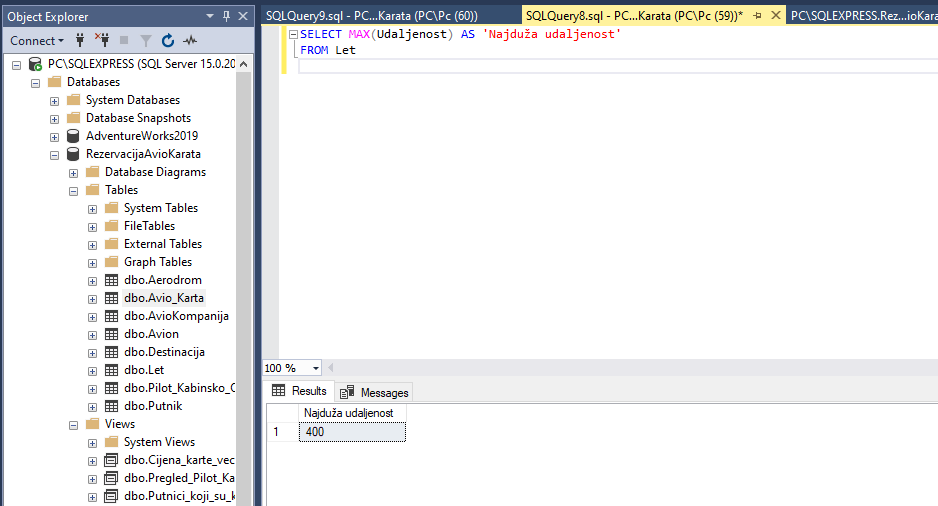 Object Explorer
Connect
PC\SQLEXPRESS (SQL Server 15.0.20
Databases
System Databases
Database Snapshots
AdventureWorks2019
RezervacijaAvioKarata
Database Diagrams
Tables
System Tables
FileTables
External Tables
Graph Tables
dbo.Aerodrom
dbo.Avio_Karta
dbo.AvioKompanija
dbo.Avion
dbo.Destinacija
dbo.Let
dbo.Pilot_Kabinsko_
dbo.Putnik
Views
System Views
dbo.Cijena_karte_vec
dbo.Pregled_Pilot_Ka
dbo.Putnici_koji_su_k
SQLQuery9.sql - PC...Karata (PC\Pc (60))
SQLQuery8.sql - PC...Karata (PC\Pc (59))*
PC\SQLEXPRESS.Rez...ioKara
SELECT MAX(Udaljenost) AS 'Najduža udaljenost'
FROM Let
100 %
Results
Messages
Najduža udaljenost
1 400